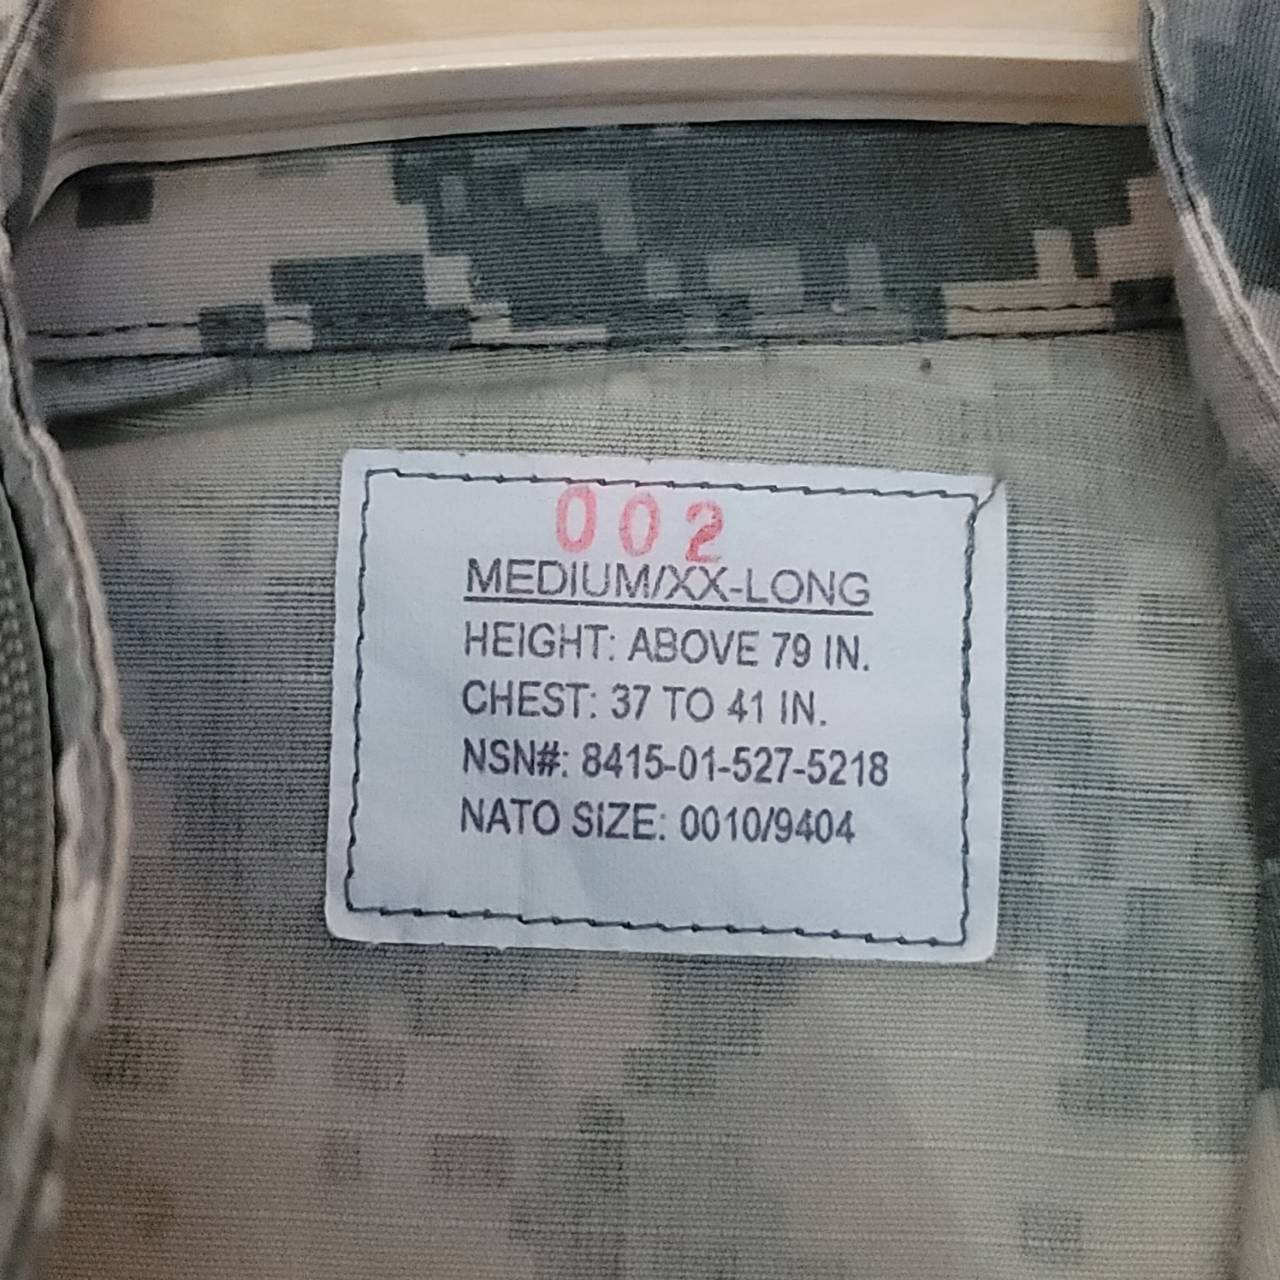 002
MEDIUM/XX-LONG
HEIGHT: ABOVE 79 IN.
CHEST: 37 TO 41 IN.
NSN#: 8415-01-527-5218
NATO SIZE: 0010/9404